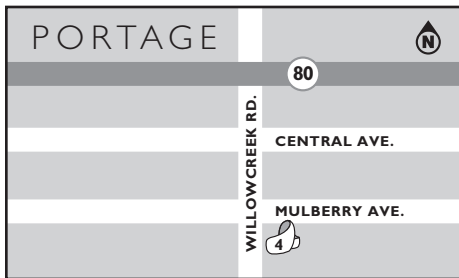 PORTAGE
N
80
WILLOWCREEK RD.
CENTRAL AVE.
MULBERRY AVE.
4